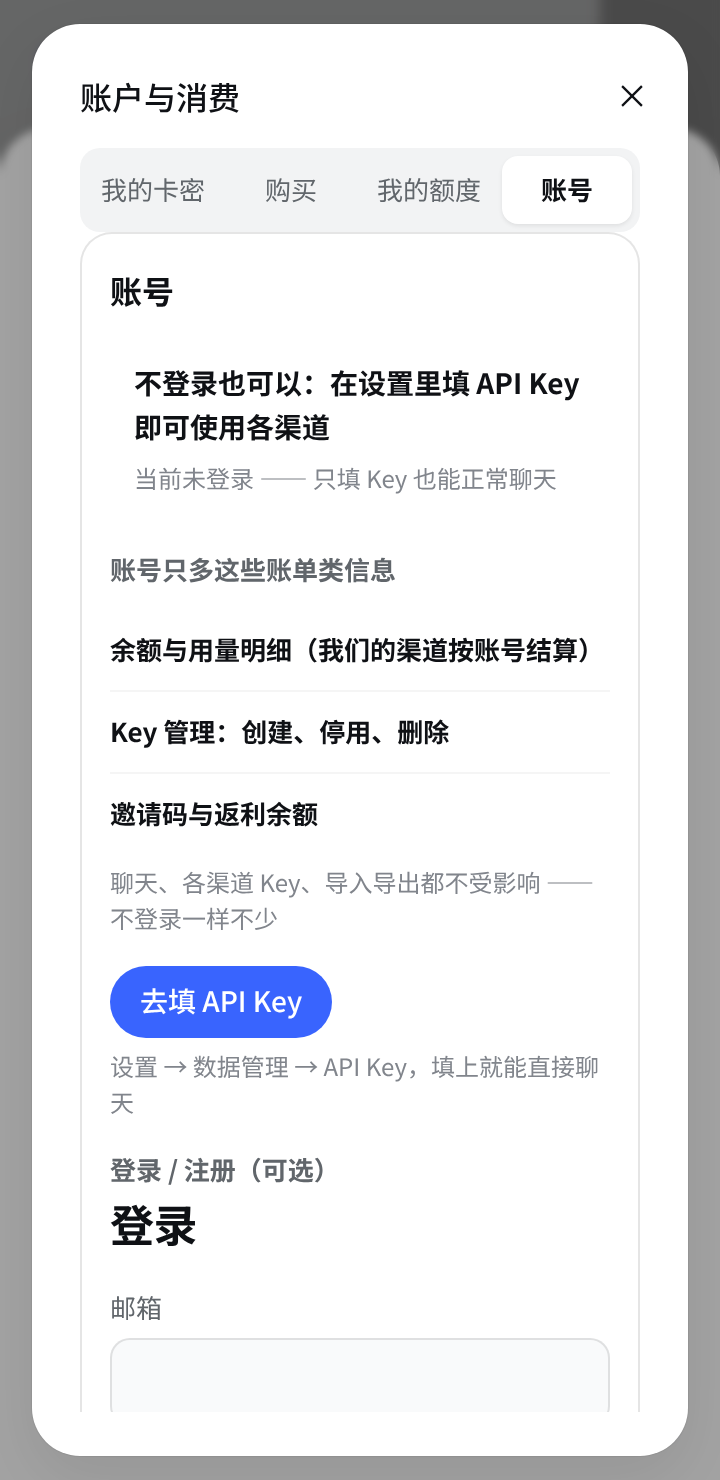 账户与消费
我的卡密 购买 我的额度 账号
账号
不登录也可以：在设置里填 API Key
即可使用各渠道
当前未登录 —— 只填 Key 也能正常聊天
账号只多这些账单类信息
余额与用量明细（我们的渠道按账号结算）
Key 管理：创建、停用、删除
邀请码与返利余额
聊天、各渠道 Key、导入导出都不受影响 ——
不登录一样不少
去填 API Key
设置 → 数据管理 → API Key，填上就能直接聊
天
登录 / 注册（可选）
登录
邮箱